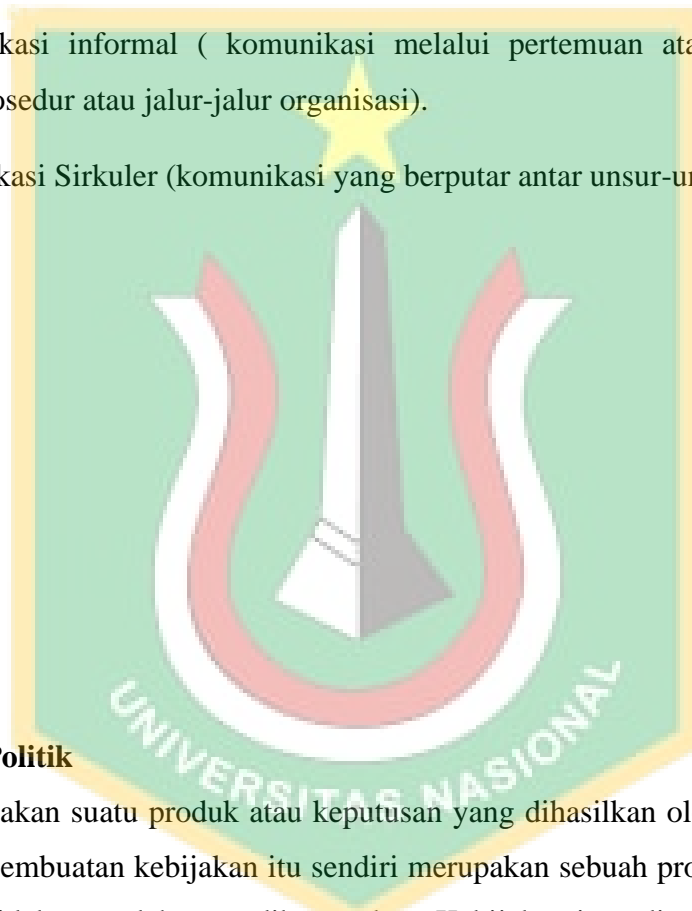 kasi informal ( komunikasi melalui pertemuan ata
osedur atau jalur-jalur organisasi).
kasi Sirkuler (komunikasi yang berputar antar unsur-u
Politik
akan suatu produk atau keputusan yang dihasilkan ol
embuatan kebijakan itu sendiri merupakan sebuah pro
UNIVERSITAS NASIONAL